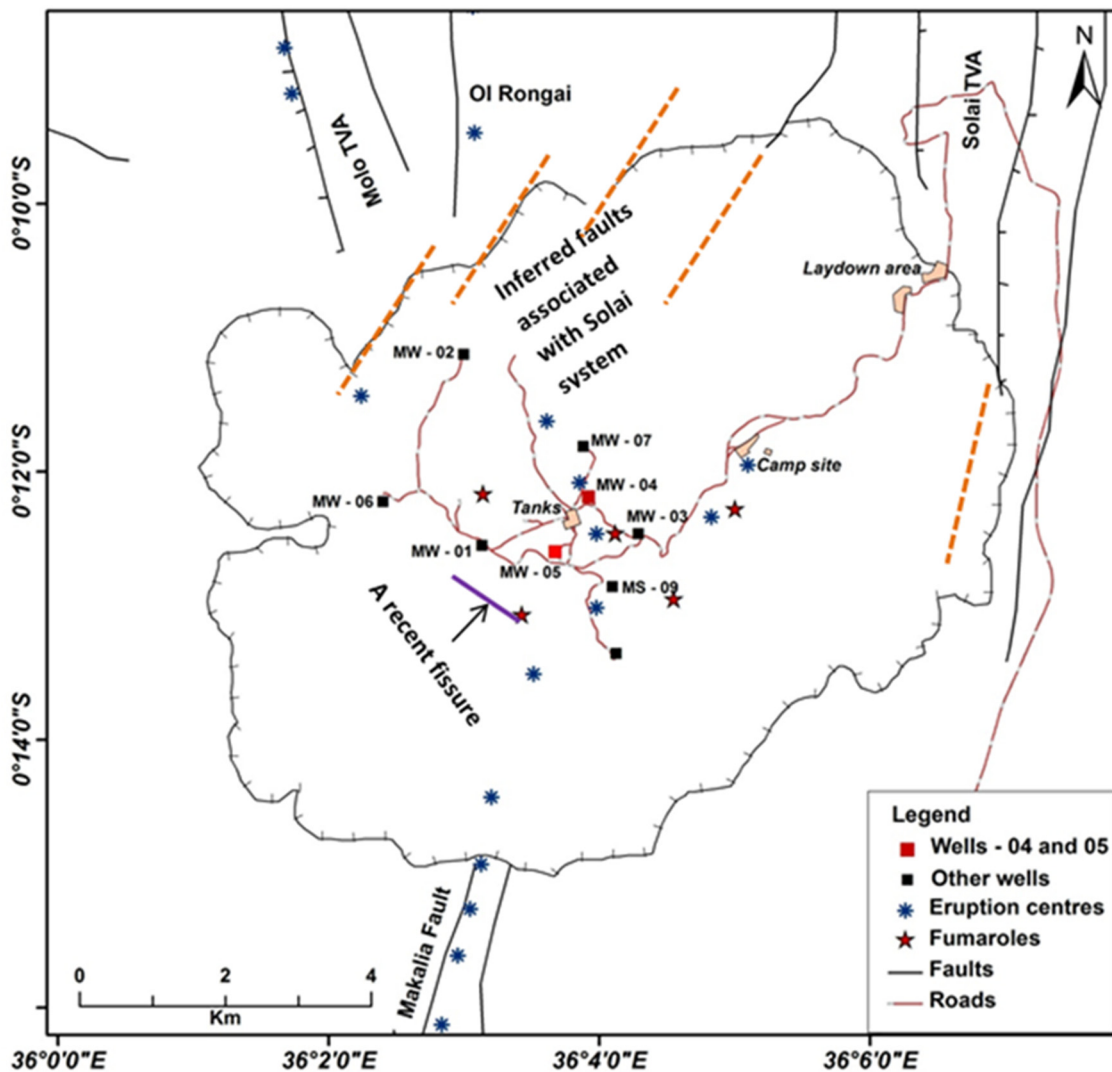 N
Ol Rongai
Solai TVA
Molo TVA
0°10'0"S
Inferred faults
associated
with Solai
system
Laydown area
MW - 02
MW - 07
0°12'0"S
Camp site
MW - 04
MW - 06
Tanks
MW - 03
MW - 01
MW - 05
MS - 09
A recent fissure
0°14'0"S
Legend
Wells - 04 and 05
Other wells
Eruption centres
Fumaroles
Faults
Roads
Makalia Fault
0 2 4
Km
36°0'0"E 36°2'0"E 36°4'0"E 36°6'0"E